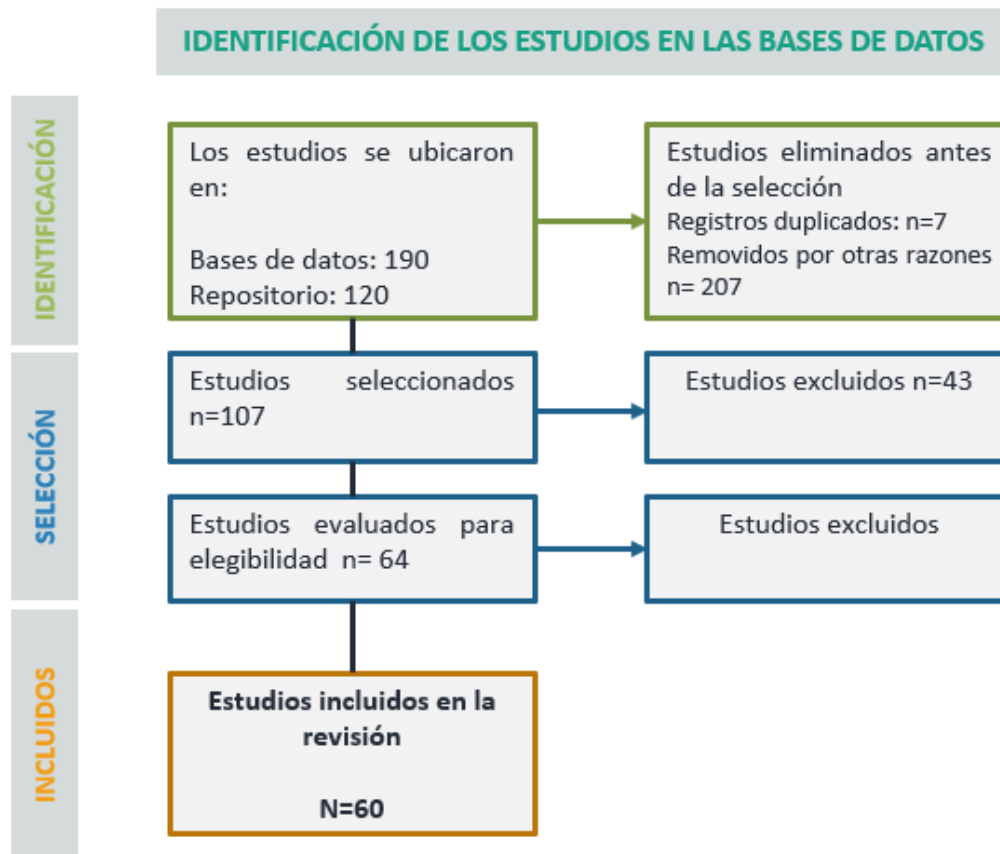 IDENTIFICACIÓN DE LOS ESTUDIOS EN LAS BASES DE DATOS
IDENTIFICACIÓN
Los estudios se ubicaron
en:
Bases de datos: 190
Repositorio: 120
Estudios eliminados antes
de la selección
Registros duplicados: n=7
Removidos por otras razones
n= 207
SELECCIÓN
Estudios seleccionados
n=107
Estudios excluidos n=43
Estudios evaluados para
elegibilidad n= 64
Estudios excluidos
INCLUIDOS
Estudios incluidos en la
revisión
N=60